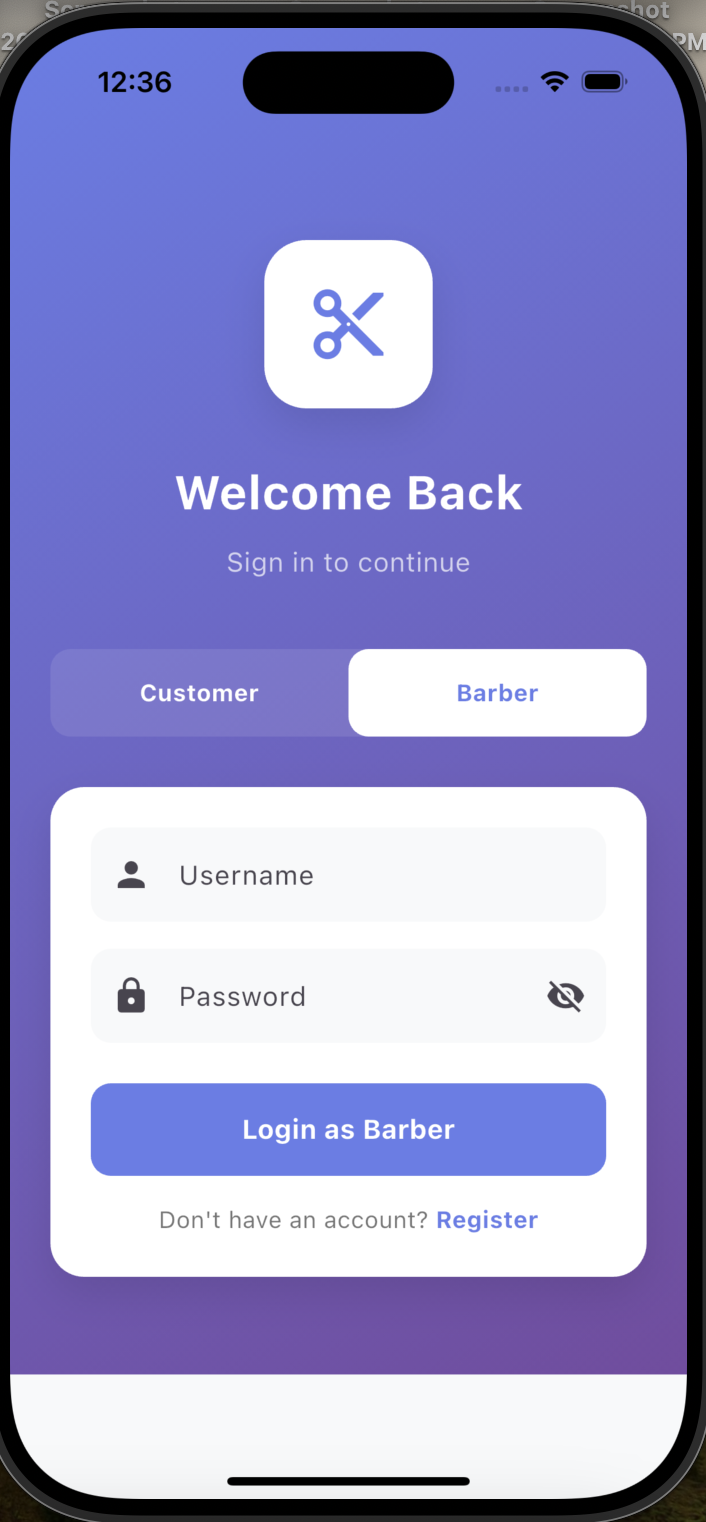 12:36
Welcome Back
Sign in to continue
Customer Barber
Username
Password
Login as Barber
Don't have an account? Register